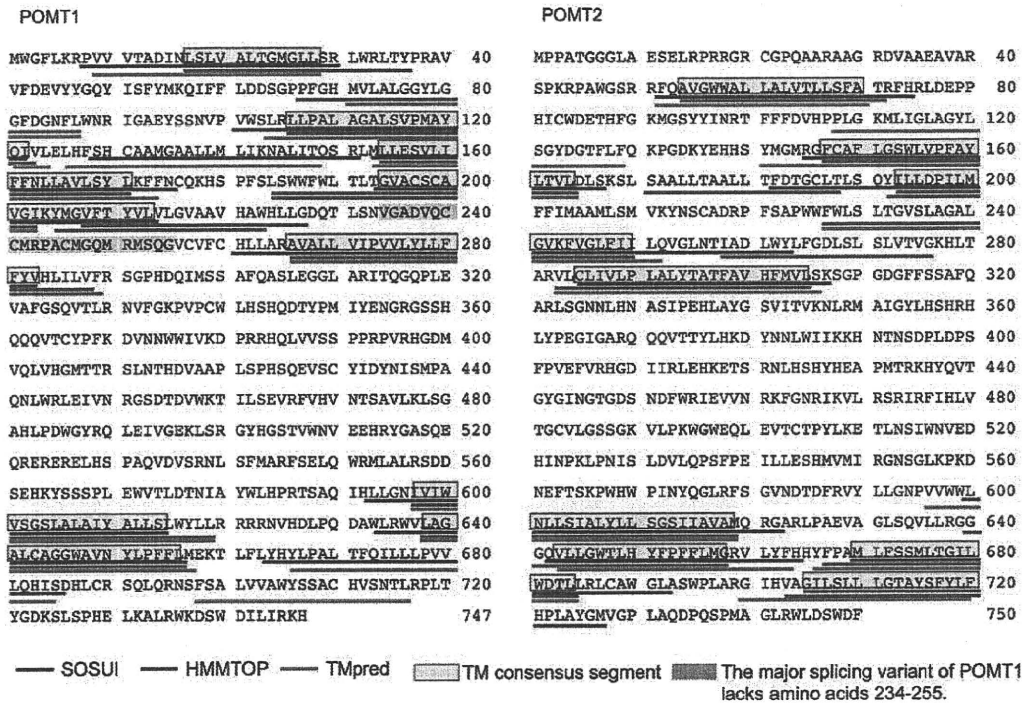 POMT1
MWGFLKRPVV VTADINLSLV ALTGMGLLSR LWRLTYPRAV 40
VFDEVYYGQY ISFYMKQIFF LDDSGPPFGH MVLALGGYLG 80
GFDGNFLWNR IGAEYSSNVP VWSLRLLPAL AGALSVPMAY 120
QIVLELHFSH CAAMGAALLM LIKNALITQS RLMLLESVLI 160
FFNLLAVLSY LKFFNCQKHS PFSLSWWFWL TLTGVACSCA 200
VGIKYMGVFT YVLVLGVAAV HAWHLLGDQT LSNVGADVQC 240
CMRPACMGQM RMSQGVCVFC HLLARAVALL VIPVVLYLLF 280
FYVHLILVFR SGPHDQIMSS AFQASLEGGL ARITQGQPLE 320
VAFGSQVTLR NVFGKPVPCW LHSHQDTYPM IYENGRGSSH 360
QQQVTCYPFK DVNNWWIVKD PRRHQLVVSS PPRPVRHGDM 400
VQLVHGMTTR SLNTHDVAAP LSPHSQEVSC YIDYNISMPA 440
QNLWRLEIVN RGSDTDVWKT ILSEVRFVHV NTSAVLKLSG 480
AHLPDWGYRQ LEIVGEKLSR GYHGSTVWNV EEHRYGASQE 520
QRERERELHS PAQVDVSRNL SFMARFSELQ WRMLALRSDD 560
SEHKYSSSPL EWVTLDTNIA YWLHPRTSAQ IHLLGNIVIW 600
VSGSLALAIY ALLSLWYLLR RRRNVHDLPQ DAWLRWVLAG 640
ALCAGGWAVN YLPFFLMEKT LFLYHYLPAL TFQILLLPVV 680
LQHISDHLCR SQLQRNSFSA LVVAWYSSAC HVSNTLRPLT 720
YGDKSLSPHE LKALRWKDSW DILIRKH 747
POMT2
MPPATGGGLA ESELRPRRGR CGPQAARAAG RDVAAEAVAR 40
SPKRPAWGSR RFQAVGWWAL LALVTLLSFA TRFHRLDEPP 80
HICWDETHFG KMGSYYINRT FFFDVHPPLG KMLIGLAGYL 120
SGYDGTFLFQ KPGDKYEHHS YMGMRGFCAF LGSWLVPFAY 160
LTVLDLSKSL SAALLTAALL TFDTGCLTLS QYILLDPILM 200
FFIMAAMLSM VKYNSCADRP FSAPWWFWLS LTGVSLAGAL 240
GVKFVGLFII LQVGLNTIAD LWYLFGDLSL SLVTVGKHLT 280
ARVLCLIVLP LALYTATFAV HFMVLSKSGP GDGFFSSAFQ 320
ARLSGNNLHN ASIPEHLAYG SVITVKNLRM AIGYLHSHRH 360
LYPEGIGARQ QQVTTYLHKD YNNLWIIKKH NTNSDPLDPS 400
FPVEFVRHGD IIRLEHKETS RNLHSHYHEA PMTRKHYQVT 440
GYGINGTGDS NDFWRIEVVN RKFGNRIKVL RSRIRFIHLV 480
TGCVLGSSGK VLPKWGWEQL EVTCTPYLKE TLNSIWNVED 520
HINPKLPNIS LDVLQPSFPE ILLESHMVMI RGNSGLKPKD 560
NEFTSKPWHW PINYQGLRFS GVNDTDFRVY LLGNPVVWWL 600
NLLSIALYLL SGSIIAVAMQ RGARLPAEVA GLSQVLLRGG 640
GQVLLGWTLH YFPFFLMGRV LYFHHYFPAM LFSSMLTGIL 680
WDTLLRLCAW GLASWPLARG IHVAGILSLL LGTAYSFYLF 720
HPLAYGMVGP LAQDPQSPMA GLRWLDSWDF 750
SOSUI HMMTOP TMpred TM consensus segment The major splicing variant of POMT1
lacks amino acids 234-255.